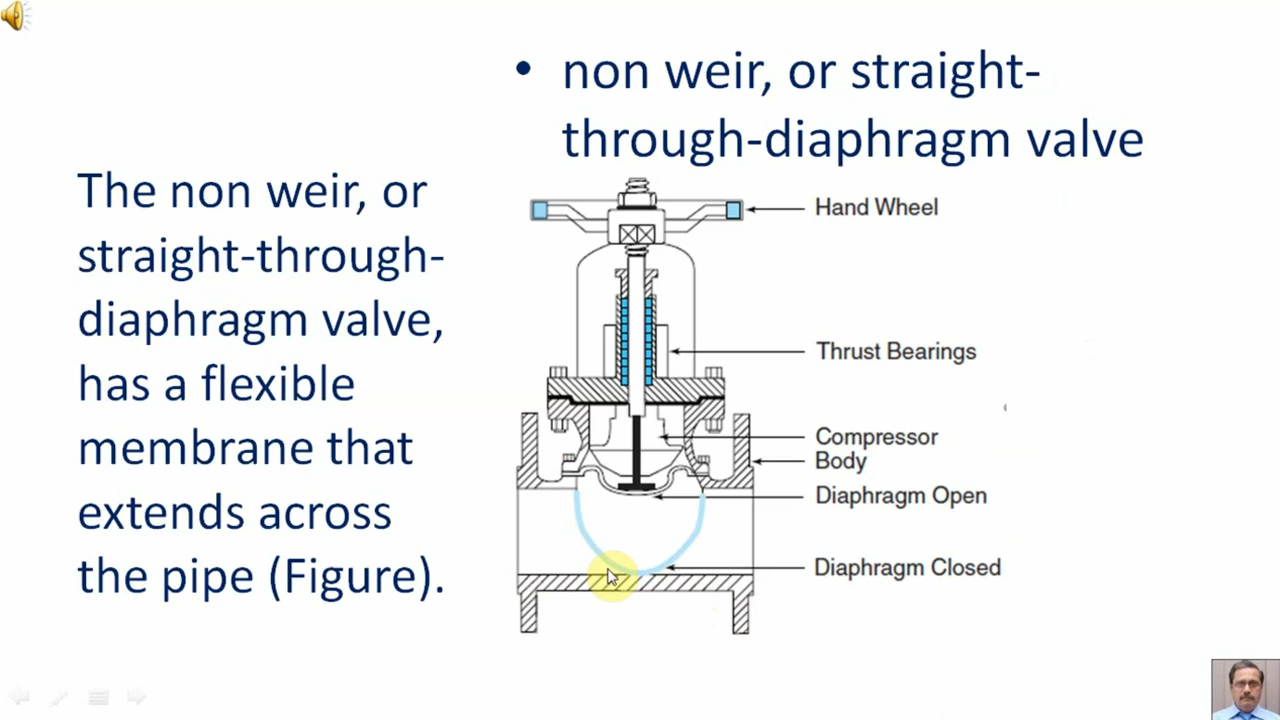 • non weir, or straight-
through-diaphragm valve
The non weir, or
straight-through-
diaphragm valve,
has a flexible
membrane that
extends across
the pipe (Figure).
Hand Wheel
Thrust Bearings
Compressor
Body
Diaphragm Open
Diaphragm Closed